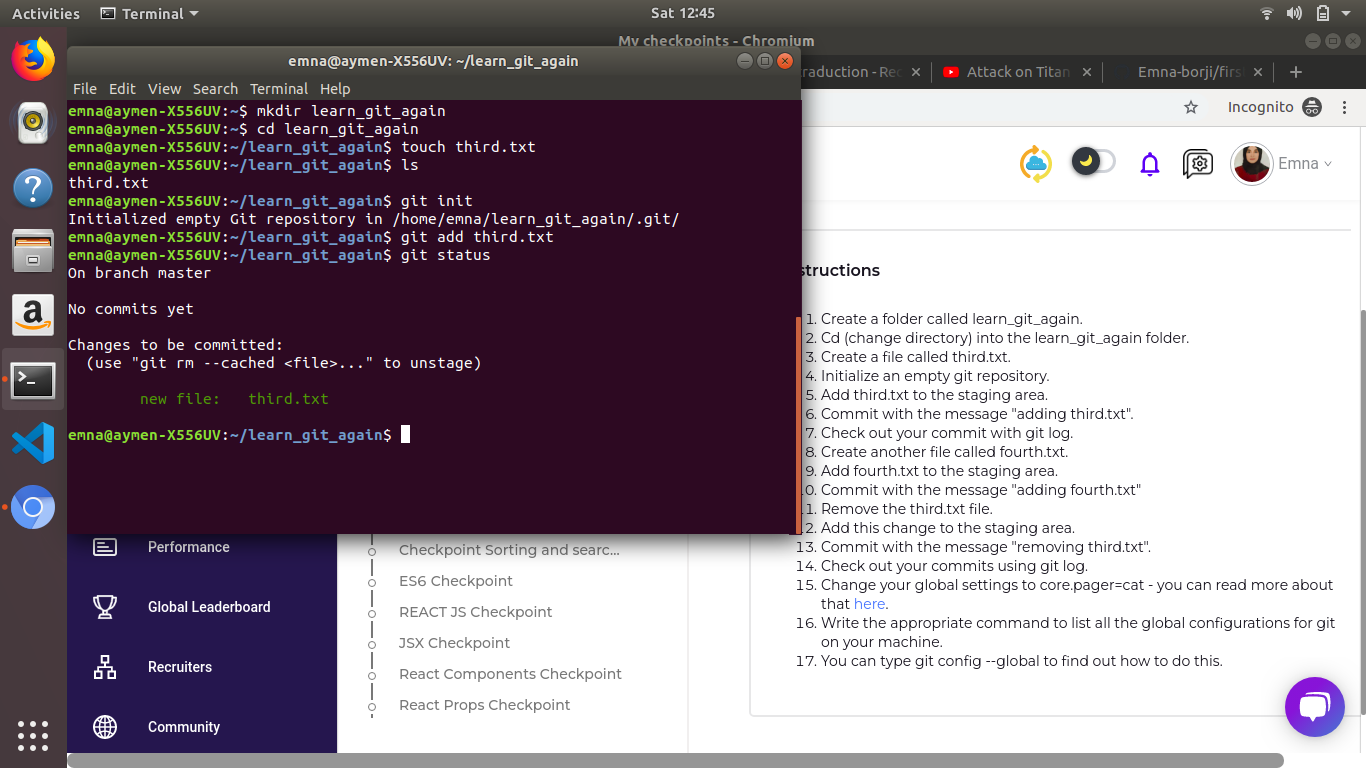 Activities
Terminal
Sat 12:45
My checkpoints - Chromium
emna@aymen-X556UV: ~/learn_git_again
Attack on Titan
Emna-borji/firs
File Edit View Search Terminal Help
emna@aymen-X556UV:~$ mkdir learn_git_again
emna@aymen-X556UV:~$ cd learn_git_again
emna@aymen-X556UV:~/learn_git_again$ touch third.txt
emna@aymen-X556UV:~/learn_git_again$ ls
third.txt
emna@aymen-X556UV:~/learn_git_again$ git init
Initialized empty Git repository in /home/emna/learn_git_again/.git/
emna@aymen-X556UV:~/learn_git_again$ git add third.txt
emna@aymen-X556UV:~/learn_git_again$ git status
On branch master
No commits yet
Changes to be committed:
(use "git rm --cached <file>..." to unstage)
new file: third.txt
emna@aymen-X556UV:~/learn_git_again$
Incognito
Emna
structions
1. Create a folder called learn_git_again.
2. Cd (change directory) into the learn_git_again folder.
3. Create a file called third.txt.
4. Initialize an empty git repository.
5. Add third.txt to the staging area.
6. Commit with the message "adding third.txt".
7. Check out your commit with git log.
8. Create another file called fourth.txt.
9. Add fourth.txt to the staging area.
10. Commit with the message "adding fourth.txt"
11. Remove the third.txt file.
12. Add this change to the staging area.
13. Commit with the message "removing third.txt".
14. Check out your commits using git log.
15. Change your global settings to core.pager=cat - you can read more about
that here.
16. Write the appropriate command to list all the global configurations for git
on your machine.
17. You can type git config --global to find out how to do this.
Performance
Global Leaderboard
Recruiters
Community
Checkpoint Sorting and searc...
ES6 Checkpoint
REACT JS Checkpoint
JSX Checkpoint
React Components Checkpoint
React Props Checkpoint